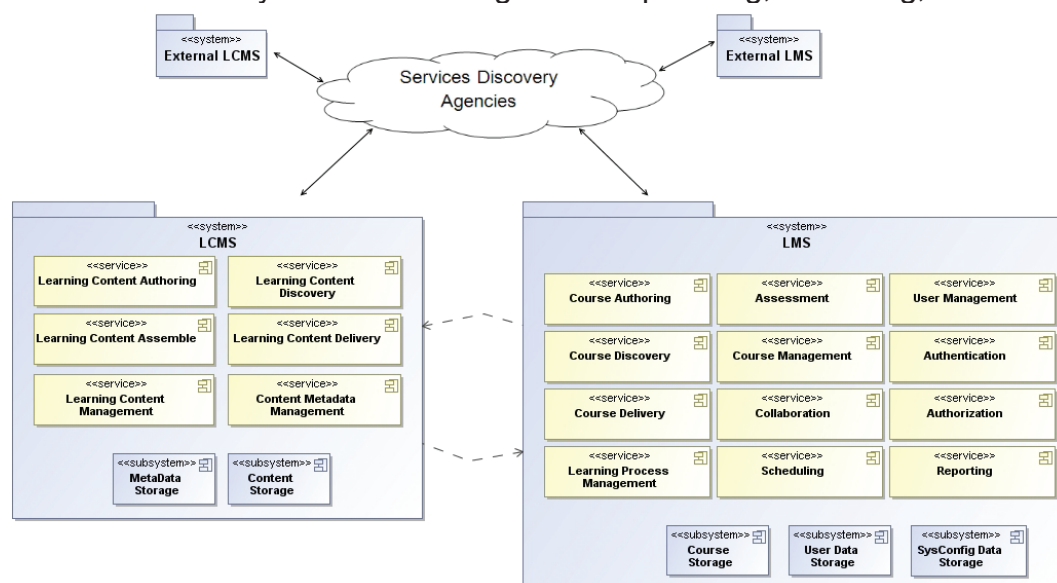 <<system>>
External LCMS
<<system>>
External LMS
Services Discovery
Agencies
<<system>>
LCMS
<<service>>
Learning Content Authoring
<<service>>
Learning Content
Discovery
<<service>>
Learning Content Assemble
<<service>>
Learning Content Delivery
<<service>>
Learning Content
Management
<<service>>
Content Metadata
Management
<<subsystem>>
MetaData
Storage
<<subsystem>>
Content
Storage
<<system>>
LMS
<<service>>
Course Authoring
<<service>>
Assessment
<<service>>
User Management
<<service>>
Course Discovery
<<service>>
Course Management
<<service>>
Authentication
<<service>>
Course Delivery
<<service>>
Collaboration
<<service>>
Authorization
<<service>>
Learning Process
Management
<<service>>
Scheduling
<<service>>
Reporting
<<subsystem>>
Course
Storage
<<subsystem>>
User Data
Storage
<<subsystem>>
SysConfig Data
Storage